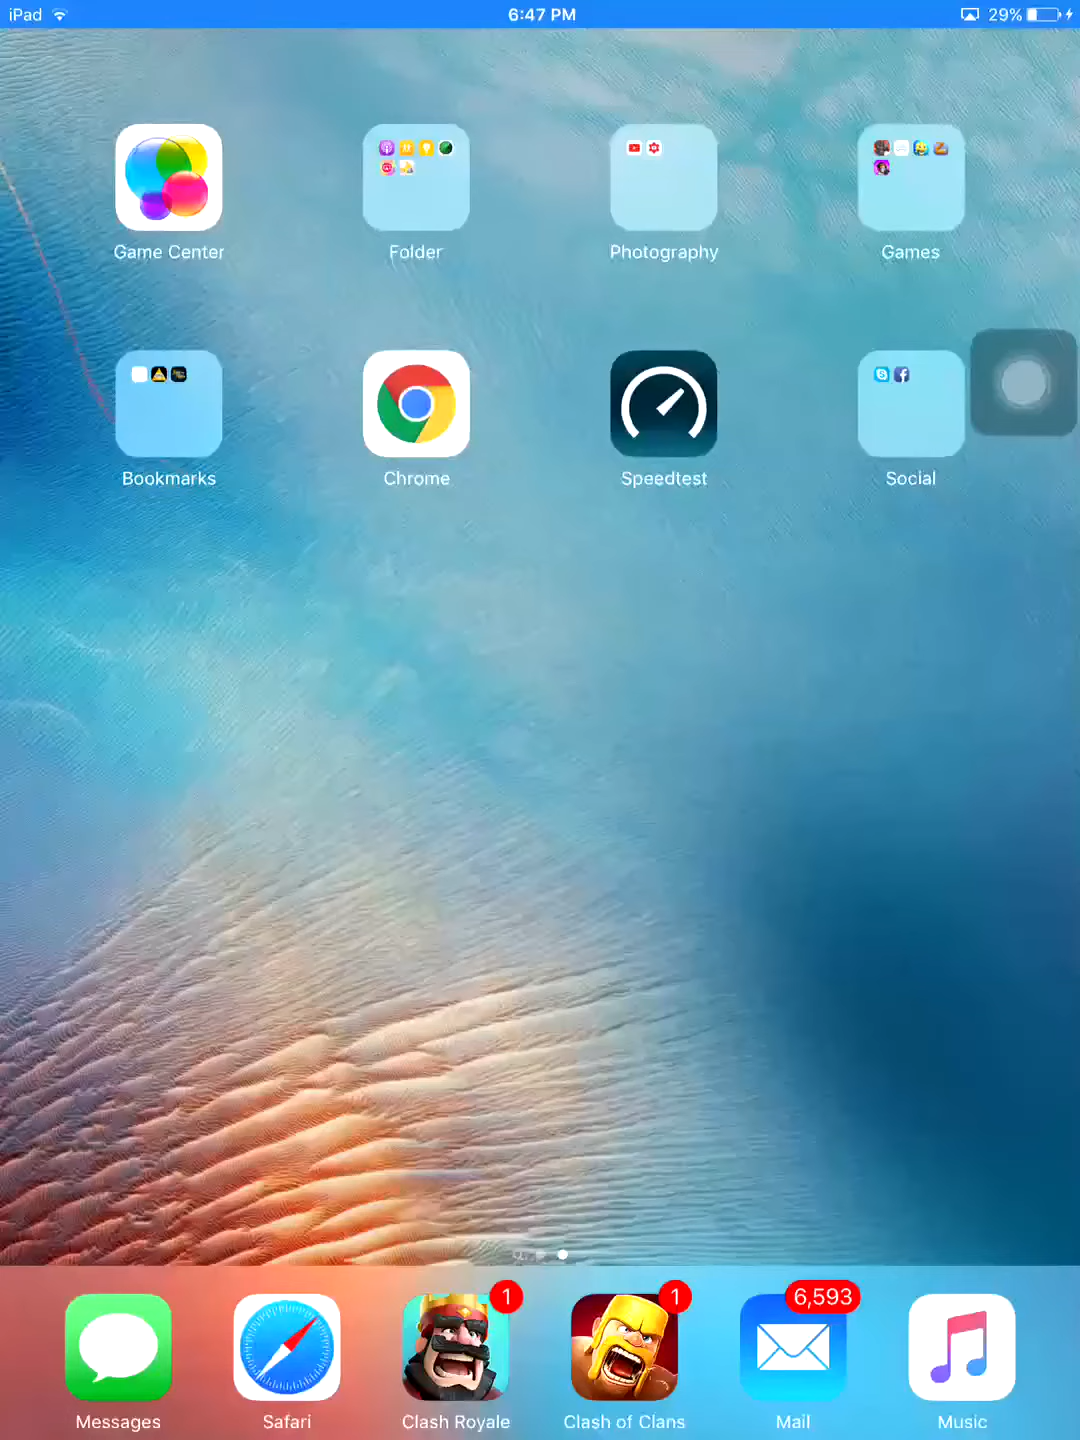 iPad 6:47 PM 29%
Game Center Folder Photography Games
Bookmarks Chrome Speedtest Social
1 1 6,593
Messages Safari Clash Royale Clash of Clans Mail Music